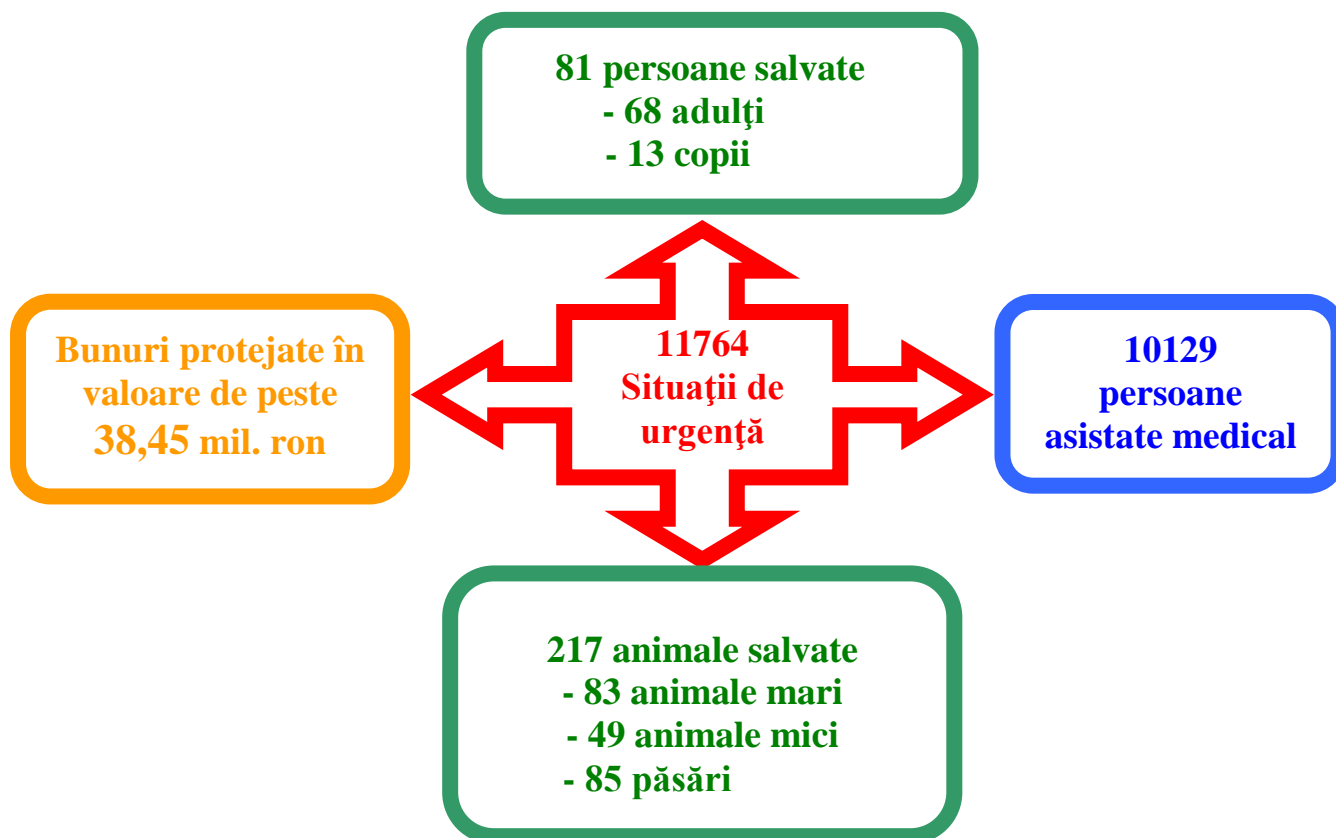 81 persoane salvate
- 68 adulţi
- 13 copii
Bunuri protejate în
valoare de peste
38,45 mil. ron
11764
Situaţii de
urgenţă
10129
persoane
asistate medical
217 animale salvate
- 83 animale mari
- 49 animale mici
- 85 păsări